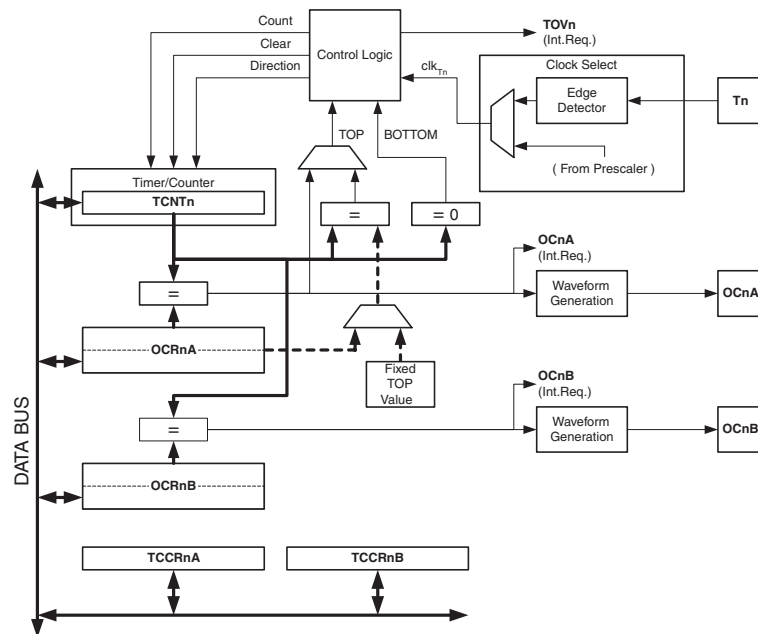 Count
TOVn
(Int.Req.)
Clear
Control Logic
Direction
clkTn
Clock Select
Edge
Detector
Tn
TOP
BOTTOM
( From Prescaler )
Timer/Counter
TCNTn
=
= 0
OCnA
(Int.Req.)
=
Waveform
Generation
OCnA
OCRnA
Fixed
TOP
Value
OCnB
(Int.Req.)
=
Waveform
Generation
OCnB
OCRnB
DATA BUS
TCCRnA
TCCRnB